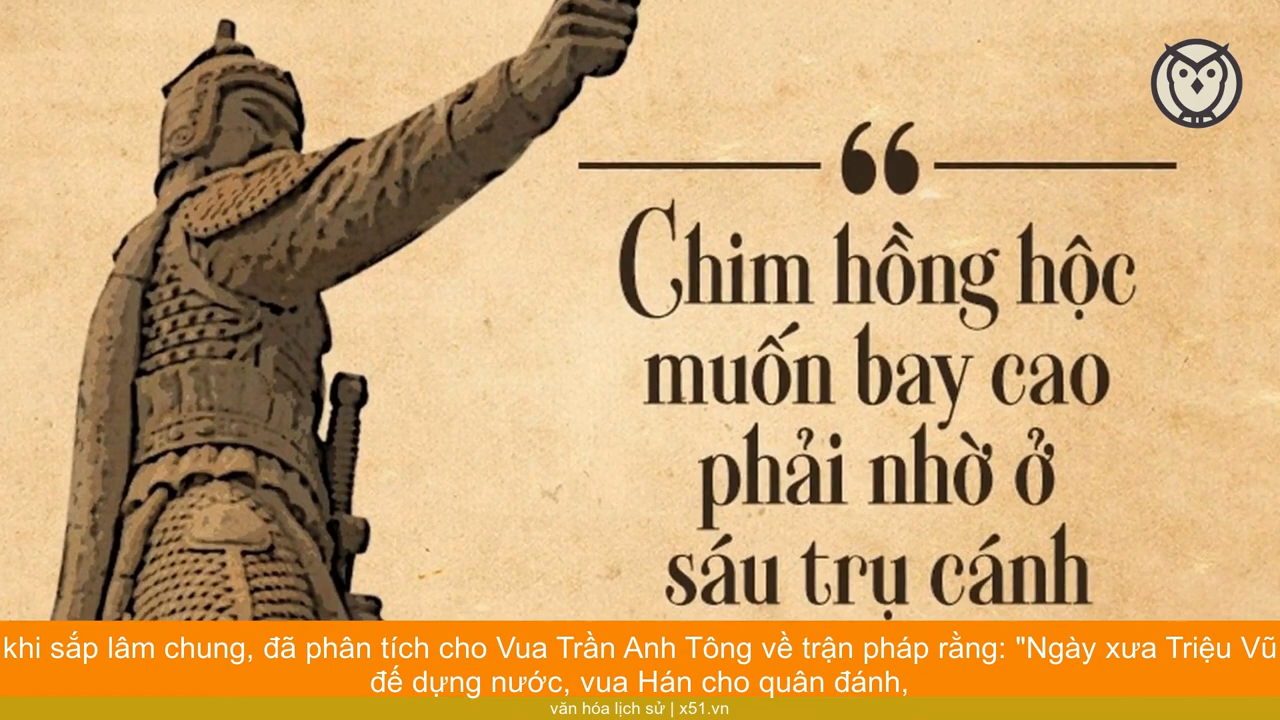 “
Chim hồng hộc
muốn bay cao
phải nhờ ở
sáu trụ cánh
khi sắp lâm chung, đã phân tích cho Vua Trần Anh Tông về trận pháp rằng: "Ngày xưa Triệu Vũ
đế dựng nước, vua Hán cho quân đánh,
văn hóa lịch sử | x51.vn